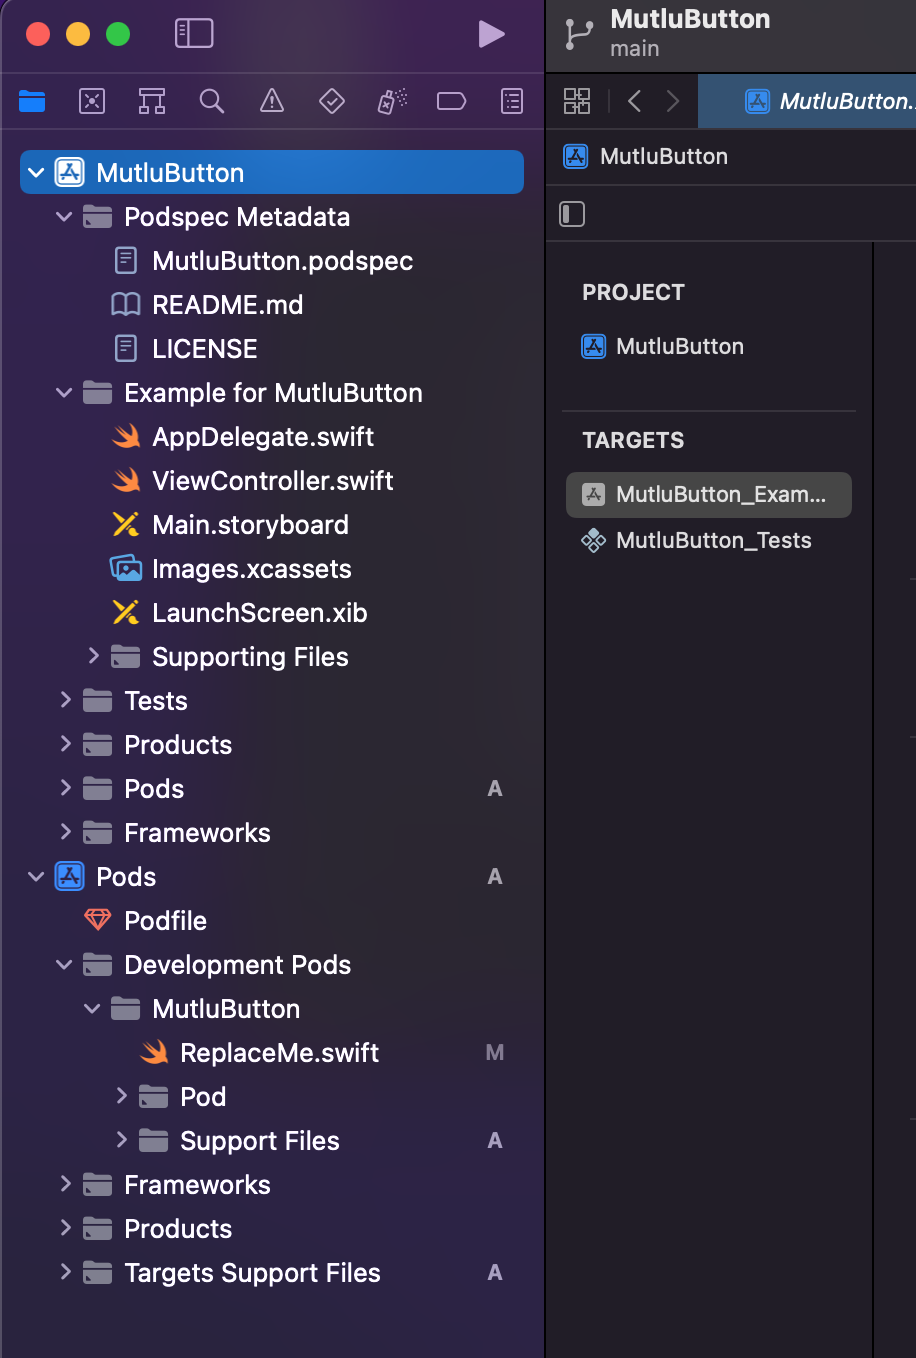 MutluButton
main
MutluButton.
MutluButton
MutluButton
Podspec Metadata
MutluButton.podspec
README.md
LICENSE
Example for MutluButton
AppDelegate.swift
ViewController.swift
Main.storyboard
Images.xcassets
LaunchScreen.xib
Supporting Files
Tests
Products
Pods A
Frameworks
Pods A
Podfile
Development Pods
MutluButton
ReplaceMe.swift M
Pod
Support Files A
Frameworks
Products
Targets Support Files A
PROJECT
MutluButton
TARGETS
MutluButton_Exam...
MutluButton_Tests